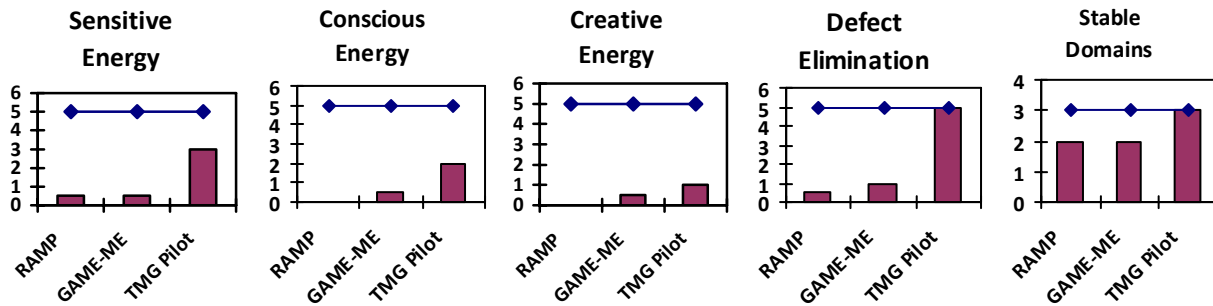 Sensitive
Energy
6
5
4
3
2
1
0
RAMP
GAME-ME
TMG Pilot
Conscious
Energy
6
5
4
3
2
1
0
RAMP
GAME-ME
TMG Pilot
Creative
Energy
6
5
4
3
2
1
0
RAMP
GAME-ME
TMG Pilot
Defect
Elimination
6
5
4
3
2
1
0
RAMP
GAME-ME
TMG Pilot
Stable
Domains
4
3
2
1
0
RAMP
GAME-ME
TMG Pilot